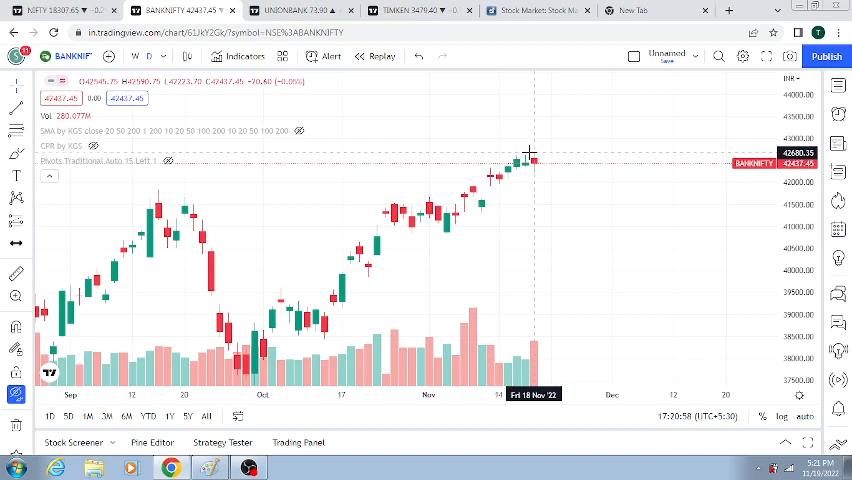 NIFTY 18307.65 ▼ −0.2
BANKNIFTY 42437.45 ▼
UNIONBANK 73.90 ▲
TIMKEN 3479.40 ▼ −0.
Stock Market: Stock Ma
New Tab
in.tradingview.com/chart/61JkY2Gk/?symbol=NSE%3ABANKNIFTY
T
11
S
BANKNIF
W D
Indicators
Alert
Replay
Unnamed
Save
Publish
O42545.75 H42590.75 L42223.70 C42437.45 −20.60 (−0.05%)
INR
42437.45 0.00 42437.45
Vol 280.077M
SMA by KGS close 20 50 200 1 200 10 20 50 100 200 10 20 50 100 200
CPR by KGS
Pivots Traditional Auto 15 Left 1
44000.00
43500.00
43000.00
42680.35
BANKNIFTY 42437.45
42000.00
41500.00
41000.00
40500.00
40000.00
39500.00
39000.00
38500.00
38000.00
37500.00
Sep 12 20 Oct 17 Nov 14 Fri 18 Nov '22 Dec 12 20
1D 5D 1M 3M 6M YTD 1Y 5Y All
17:20:58 (UTC+5:30)
% log auto
Stock Screener Pine Editor Strategy Tester Trading Panel
5:21 PM
11/19/2022